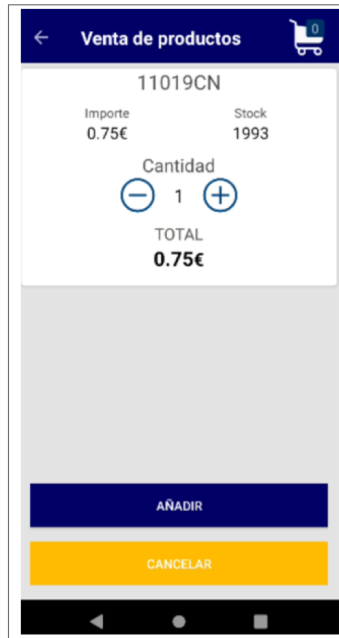 Venta de productos
0
11019CN
Importe Stock
0.75€ 1993
Cantidad
1
TOTAL
0.75€
AÑADIR
CANCELAR